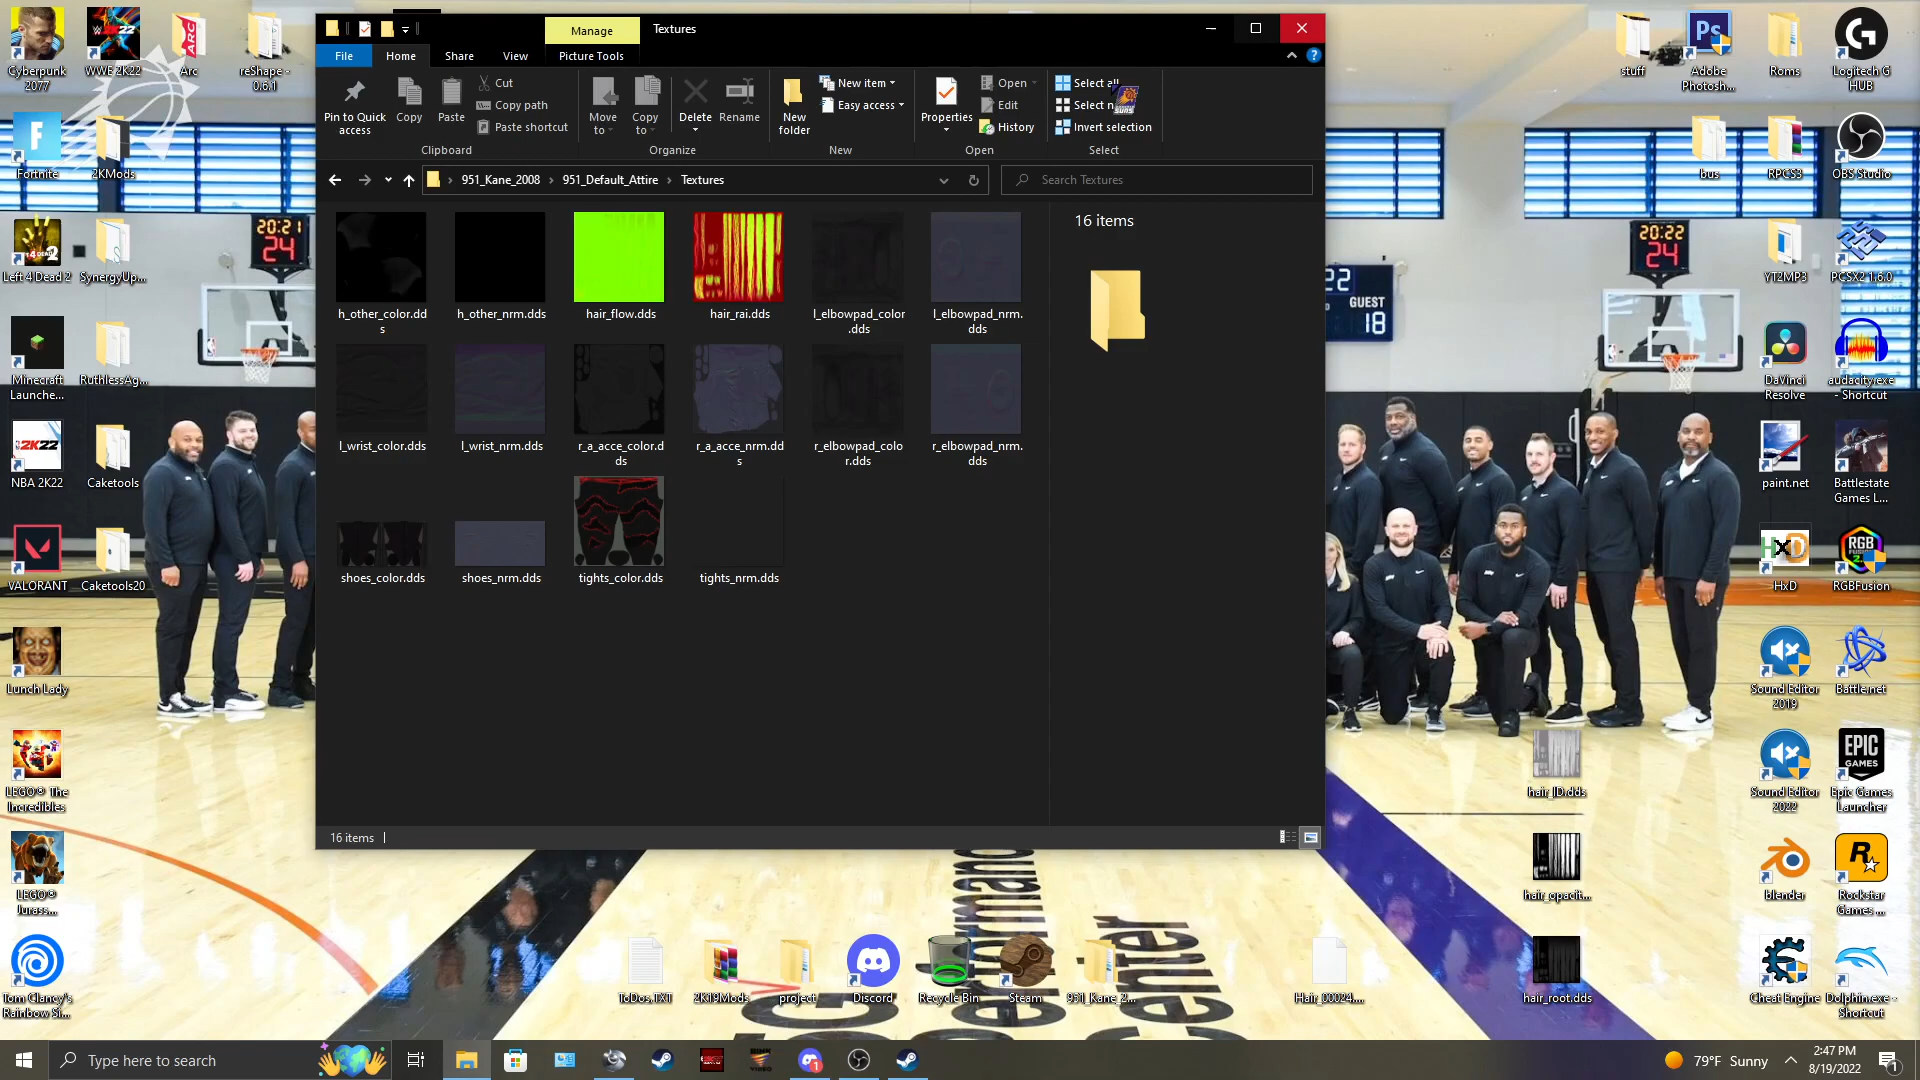 Manage
Textures
File
Home
Share
View
Picture Tools
Pin to Quick access
Copy
Paste
Cut
Copy path
Paste shortcut
Clipboard
Move to
Copy to
Delete
Rename
Organize
New folder
New item
Easy access
New
Properties
Open
Edit
History
Open
Select all
Select n
Invert selection
Select
951_Kane_2008
951_Default_Attire
Textures
Search Textures
h_other_color.dds
h_other_nrm.dds
hair_flow.dds
hair_rai.dds
l_elbowpad_color.dds
l_elbowpad_nrm.dds
l_wrist_color.dds
l_wrist_nrm.dds
r_a_acce_color.dds
r_a_acce_nrm.dds
r_elbowpad_color.dds
r_elbowpad_nrm.dds
shoes_color.dds
shoes_nrm.dds
tights_color.dds
tights_nrm.dds
16 items
16 items
Cyberpunk 2077
WWE 2K22
Arc
reShape - 0.6.1
Fortnite
2KMods
Left 4 Dead 2
SynergyUp...
Minecraft Launche...
RuthlessAg...
NBA 2K22
Caketools
VALORANT
Caketools20
Lunch Lady
LEGO® The Incredibles
LEGO® Jurass...
Tom Clancy's Rainbow Si...
stuff
Adobe Photosh...
Roms
Logitech G HUB
bus
RPCS3
OBS Studio
YT2MP3
PCSX2 1.6.0
DaVinci Resolve
audacity.exe - Shortcut
paint.net
Battlestate Games L...
HxD
RGBFusion
Sound Editor 2019
Battle.net
hair_ID.dds
Sound Editor 2022
Epic Games Launcher
hair_opacit...
blender
Rockstar Games ...
hair_root.dds
Cheat Engine
Dolphin.exe - Shortcut
ToDos.TXT
2K19Mods
project
Discord
Recycle Bin
Steam
951_Kane_2...
Hair_00024....
20:21
24
20:22
24
22
GUEST
18
Type here to search
79°F Sunny
2:47 PM
8/19/2022